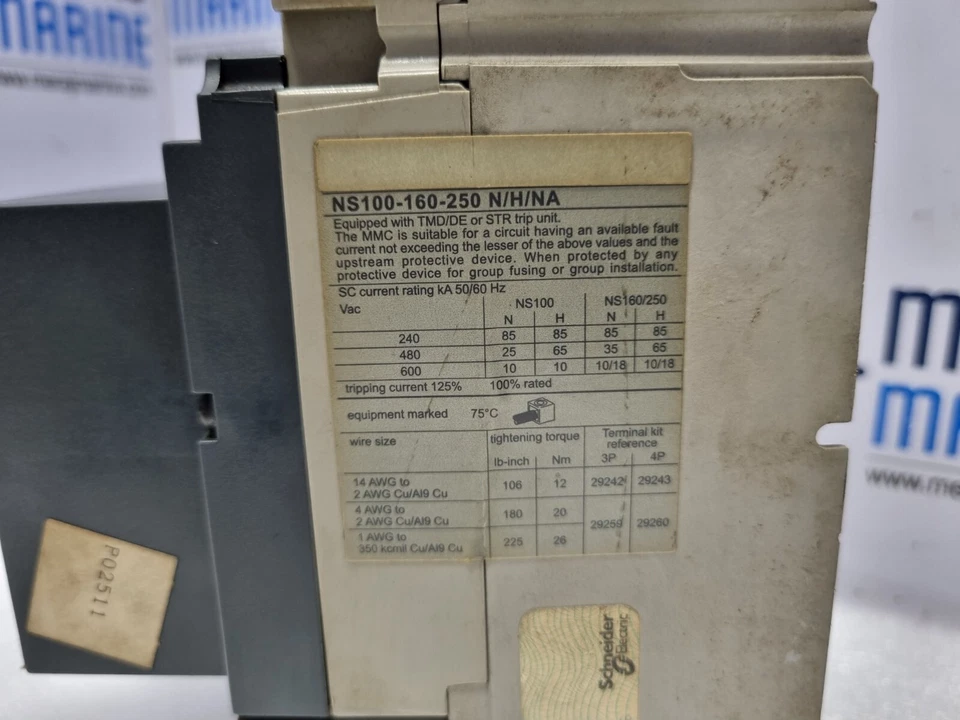 MARINE
NS100-160-250 N/H/NA
Equipped with TMD/DE or STR trip unit.
The MMC is suitable for a circuit having an available fault
current not exceeding the lesser of the above values and the
upstream protective device. When protected by any
protective device for group fusing or group installation.
SC current rating kA 50/60 Hz
Vac NS100 NS160/250
N H N H
240 85 85 85 85
480 25 65 35 65
600 10 10 10/18 10/18
tripping current 125% 100% rated
equipment marked 75°C
wire size tightening torque Terminal kit
reference
lb-inch Nm 3P 4P
14 AWG to
2 AWG Cu/Al9 Cu 106 12 29242 29243
4 AWG to
2 AWG Cu/Al9 Cu 180 20
29259 29260
1 AWG to
350 kcmil Cu/Al9 Cu 225 26
P02511
Schneider
Electric